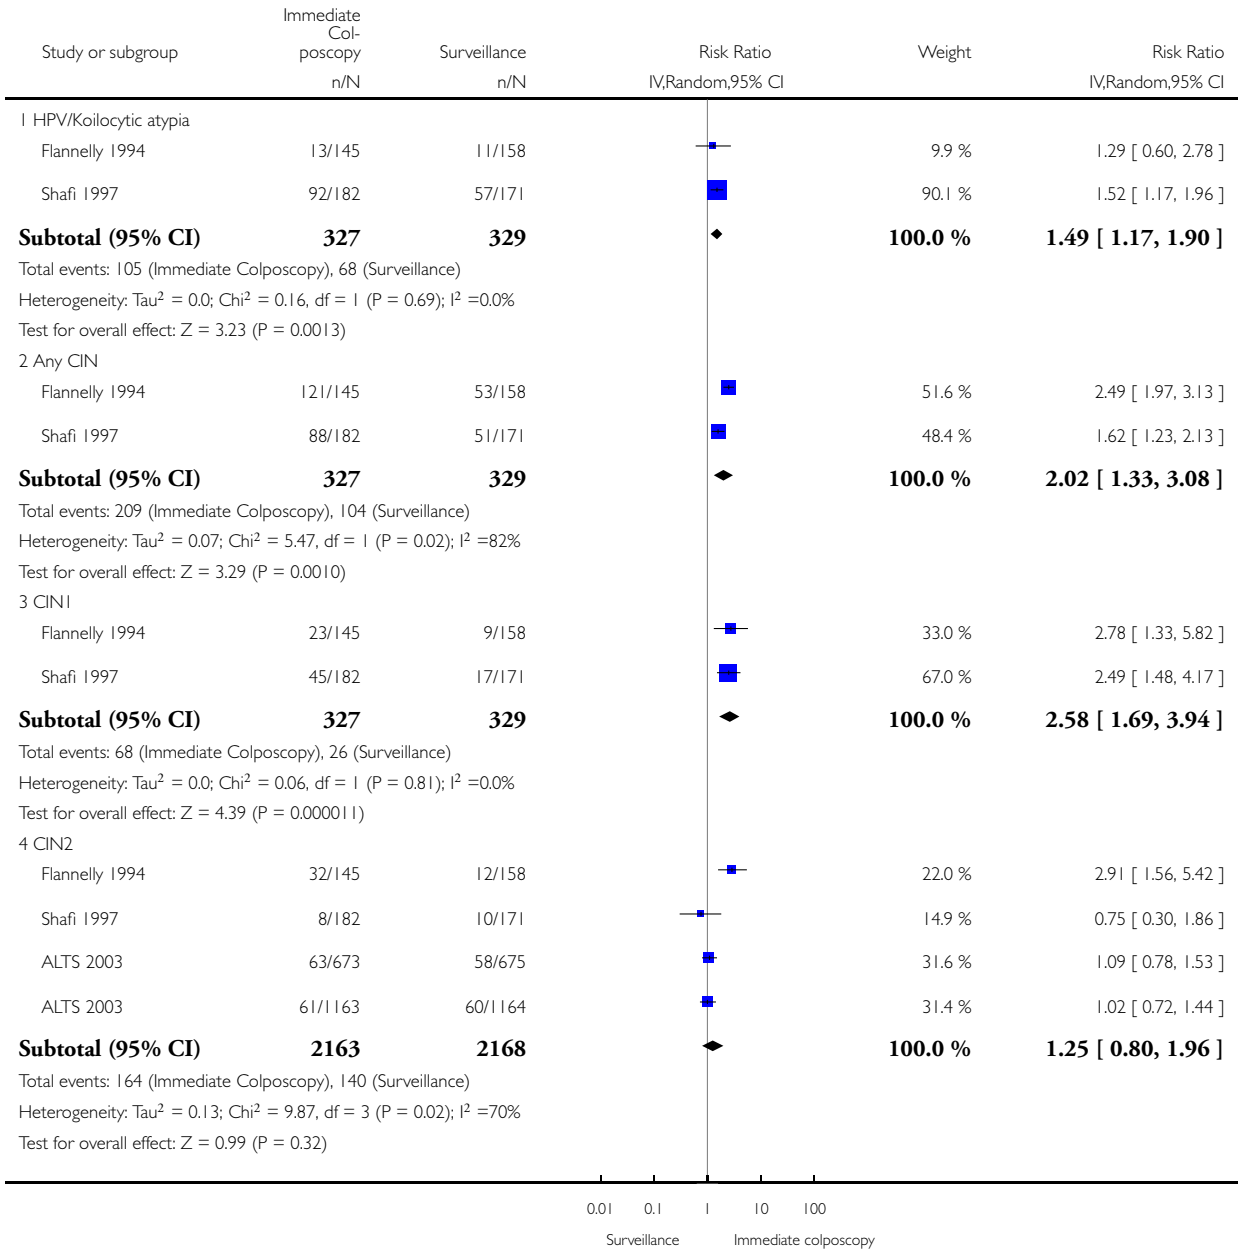 Study or subgroup Immediate Col- poscopy Surveillance Risk Ratio Weight Risk Ratio
n/N n/N IV,Random,95% CI IV,Random,95% CI
1 HPV/Koilocytic atypia
Flannelly 1994 13/145 11/158 9.9 % 1.29 [ 0.60, 2.78 ]
Shafi 1997 92/182 57/171 90.1 % 1.52 [ 1.17, 1.96 ]
Subtotal (95% CI) 327 329 100.0 % 1.49 [ 1.17, 1.90 ]
Total events: 105 (Immediate Colposcopy), 68 (Surveillance)
Heterogeneity: Tau² = 0.0; Chi² = 0.16, df = 1 (P = 0.69); I² =0.0%
Test for overall effect: Z = 3.23 (P = 0.0013)
2 Any CIN
Flannelly 1994 121/145 53/158 51.6 % 2.49 [ 1.97, 3.13 ]
Shafi 1997 88/182 51/171 48.4 % 1.62 [ 1.23, 2.13 ]
Subtotal (95% CI) 327 329 100.0 % 2.02 [ 1.33, 3.08 ]
Total events: 209 (Immediate Colposcopy), 104 (Surveillance)
Heterogeneity: Tau² = 0.07; Chi² = 5.47, df = 1 (P = 0.02); I² =82%
Test for overall effect: Z = 3.29 (P = 0.0010)
3 CIN1
Flannelly 1994 23/145 9/158 33.0 % 2.78 [ 1.33, 5.82 ]
Shafi 1997 45/182 17/171 67.0 % 2.49 [ 1.48, 4.17 ]
Subtotal (95% CI) 327 329 100.0 % 2.58 [ 1.69, 3.94 ]
Total events: 68 (Immediate Colposcopy), 26 (Surveillance)
Heterogeneity: Tau² = 0.0; Chi² = 0.06, df = 1 (P = 0.81); I² =0.0%
Test for overall effect: Z = 4.39 (P = 0.000011)
4 CIN2
Flannelly 1994 32/145 12/158 22.0 % 2.91 [ 1.56, 5.42 ]
Shafi 1997 8/182 10/171 14.9 % 0.75 [ 0.30, 1.86 ]
ALTS 2003 63/673 58/675 31.6 % 1.09 [ 0.78, 1.53 ]
ALTS 2003 61/1163 60/1164 31.4 % 1.02 [ 0.72, 1.44 ]
Subtotal (95% CI) 2163 2168 100.0 % 1.25 [ 0.80, 1.96 ]
Total events: 164 (Immediate Colposcopy), 140 (Surveillance)
Heterogeneity: Tau² = 0.13; Chi² = 9.87, df = 3 (P = 0.02); I² =70%
Test for overall effect: Z = 0.99 (P = 0.32)
0.01 0.1 1 10 100
Surveillance Immediate colposcopy